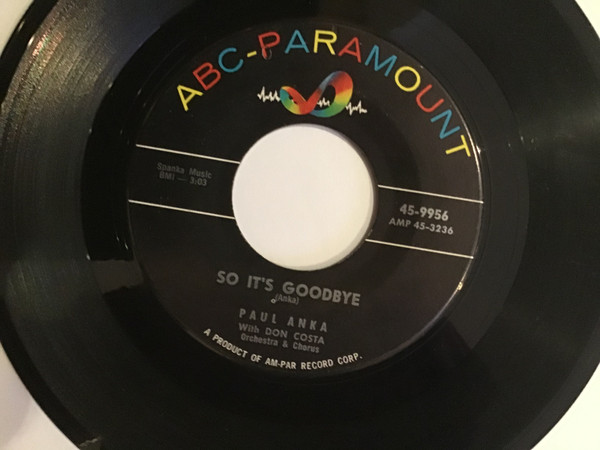 ABC-PARAMOUNT
Spanka Music
BMI — 3:03
45-9956
AMP 45-3236
SO IT'S GOODBYE
(Anka)
PAUL ANKA
With DON COSTA
Orchestra & Chorus
A PRODUCT OF AM-PAR RECORD CORP.